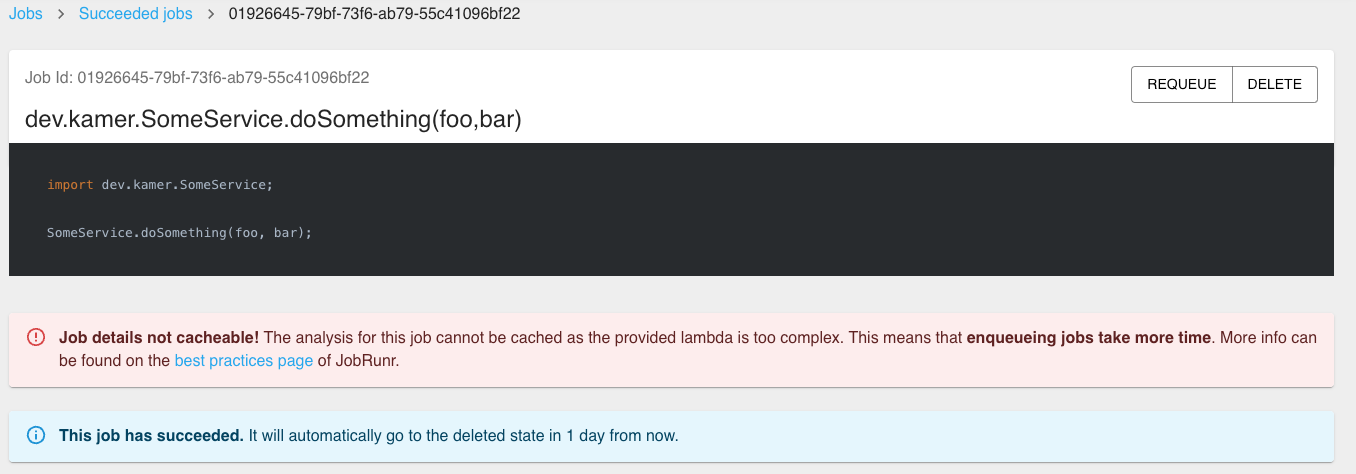 Jobs > Succeeded jobs > 01926645-79bf-73f6-ab79-55c41096bf22
Job Id: 01926645-79bf-73f6-ab79-55c41096bf22
REQUEUE DELETE
dev.kamer.SomeService.doSomething(foo,bar)
import dev.kamer.SomeService;
SomeService.doSomething(foo, bar);
Job details not cacheable! The analysis for this job cannot be cached as the provided lambda is too complex. This means that enqueueing jobs take more time. More info can
be found on the best practices page of JobRunr.
This job has succeeded. It will automatically go to the deleted state in 1 day from now.